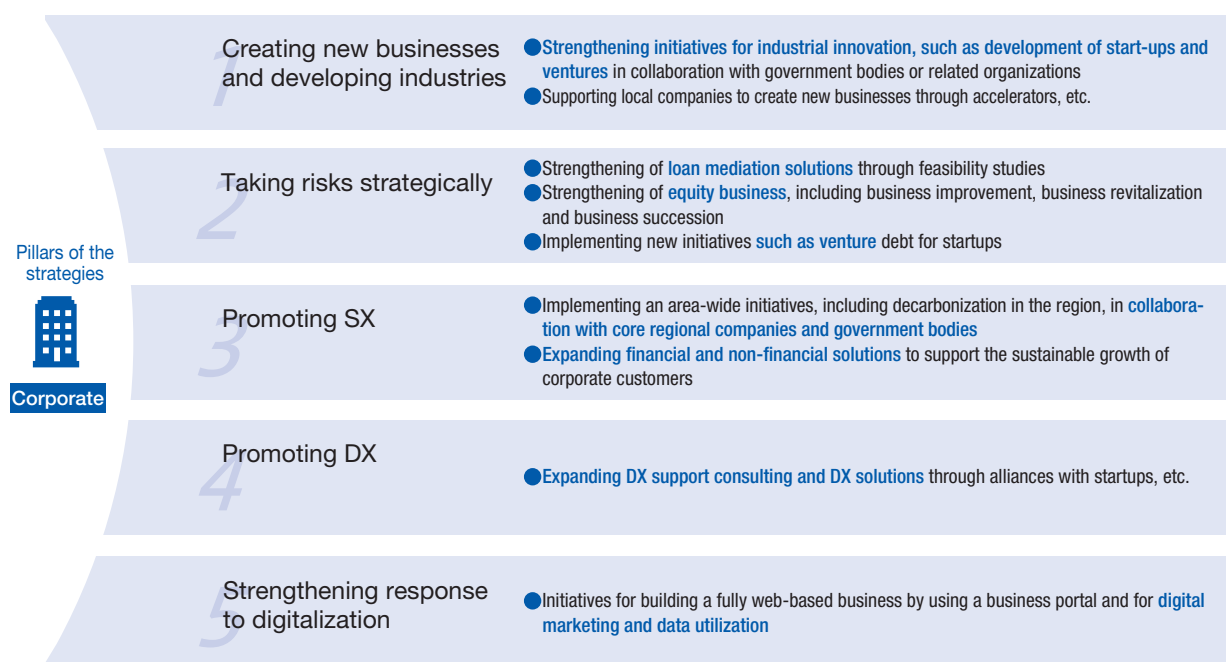 Pillars of the
strategies
Corporate
1
Creating new businesses
and developing industries
●Strengthening initiatives for industrial innovation, such as development of start-ups and
ventures in collaboration with government bodies or related organizations
●Supporting local companies to create new businesses through accelerators, etc.
2
Taking risks strategically
●Strengthening of loan mediation solutions through feasibility studies
●Strengthening of equity business, including business improvement, business revitalization
and business succession
●Implementing new initiatives such as venture debt for startups
3
Promoting SX
●Implementing an area-wide initiatives, including decarbonization in the region, in collabora-
tion with core regional companies and government bodies
●Expanding financial and non-financial solutions to support the sustainable growth of
corporate customers
4
Promoting DX
●Expanding DX support consulting and DX solutions through alliances with startups, etc.
5
Strengthening response
to digitalization
●Initiatives for building a fully web-based business by using a business portal and for digital
marketing and data utilization